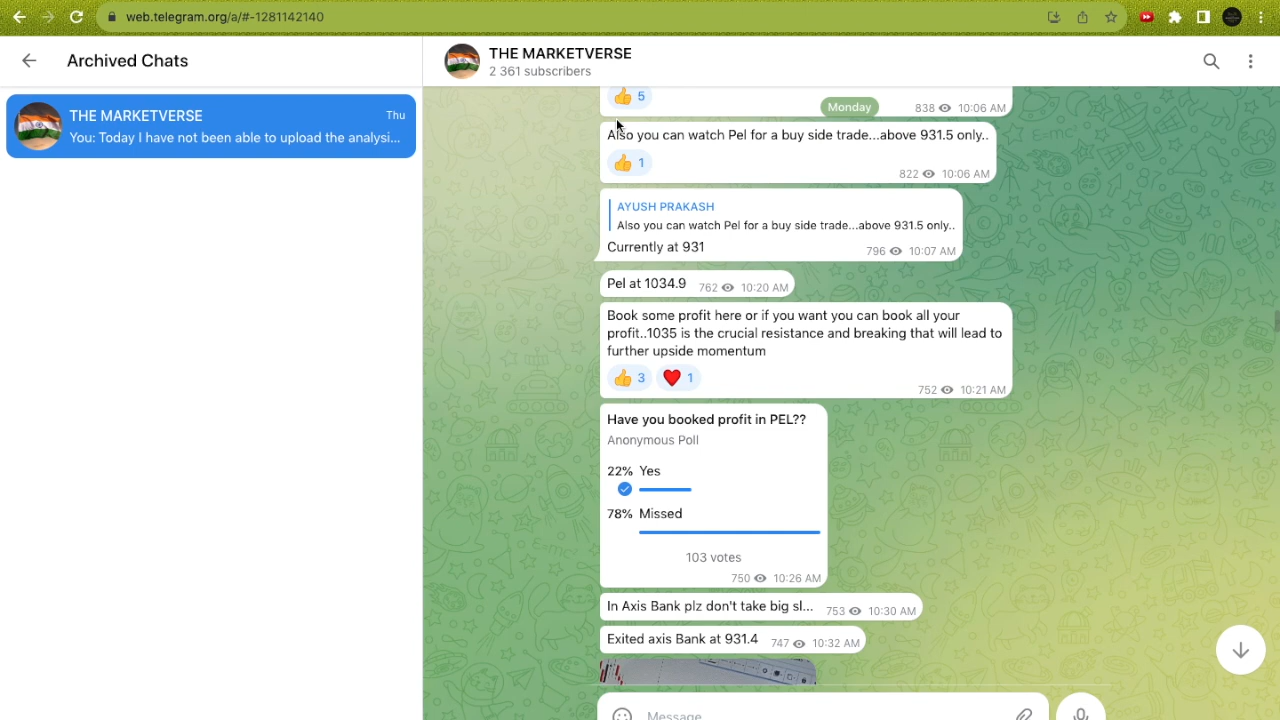 web.telegram.org/a/#-1281142140
Archived Chats
THE MARKETVERSE
2 361 subscribers
THE MARKETVERSE Thu
You: Today I have not been able to upload the analysi...
👍 5 838 10:06 AM
Monday
Also you can watch Pel for a buy side trade...above 931.5 only..
👍 1
822 10:06 AM
AYUSH PRAKASH
Also you can watch Pel for a buy side trade...above 931.5 only..
Currently at 931 796 10:07 AM
Pel at 1034.9 762 10:20 AM
Book some profit here or if you want you can book all your
profit..1035 is the crucial resistance and breaking that will lead to
further upside momentum
👍 3 ❤️ 1
752 10:21 AM
Have you booked profit in PEL??
Anonymous Poll
22% Yes
78% Missed
103 votes
750 10:26 AM
In Axis Bank plz don't take big sl... 753 10:30 AM
Exited axis Bank at 931.4 747 10:32 AM
Message